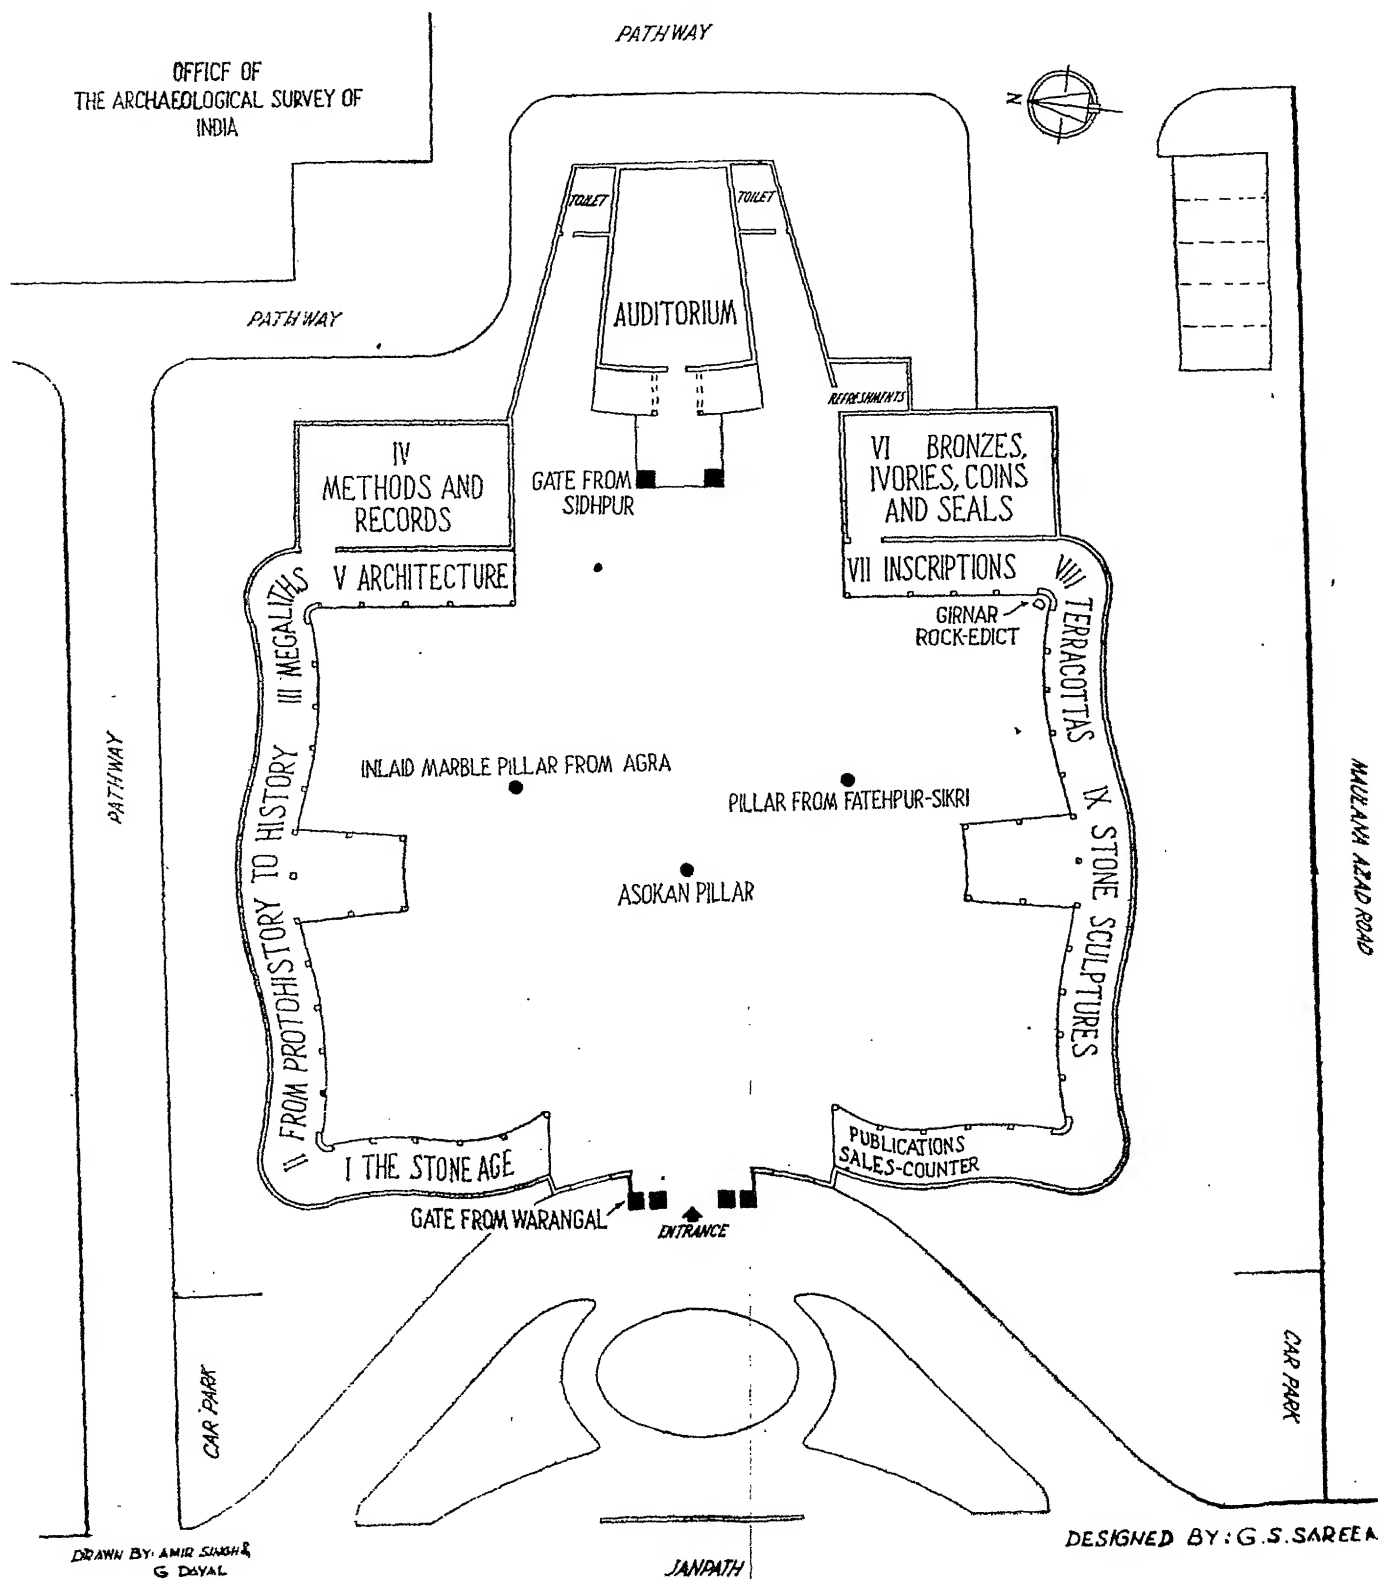 PATHWAY
OFFICF OF
THE ARCHAEOLOGICAL SURVEY OF
INDIA
N
TOILET
TOILET
AUDITORIUM
PATHWAY
REFRESHMENTS
IV
METHODS AND
RECORDS
GATE FROM
SIDHPUR
VI BRONZES,
IVORIES, COINS
AND SEALS
V ARCHITECTURE
VII INSCRIPTIONS
GIRNAR
ROCK-EDICT
III MEGALITHS
VIII TERRACOTTAS
PATHWAY
INLAID MARBLE PILLAR FROM AGRA
PILLAR FROM FATEHPUR-SIKRI
MAULANA AZAD ROAD
ASOKAN PILLAR
II FROM PROTOHISTORY TO HISTORY
IX STONE SCULPTURES
I THE STONE AGE
PUBLICATIONS
SALES-COUNTER
GATE FROM WARANGAL
ENTRANCE
CAR PARK
CAR PARK
DRAWN BY: AMIR SINGH &
G DAYAL
JANPATH
DESIGNED BY: G.S.SAREEN